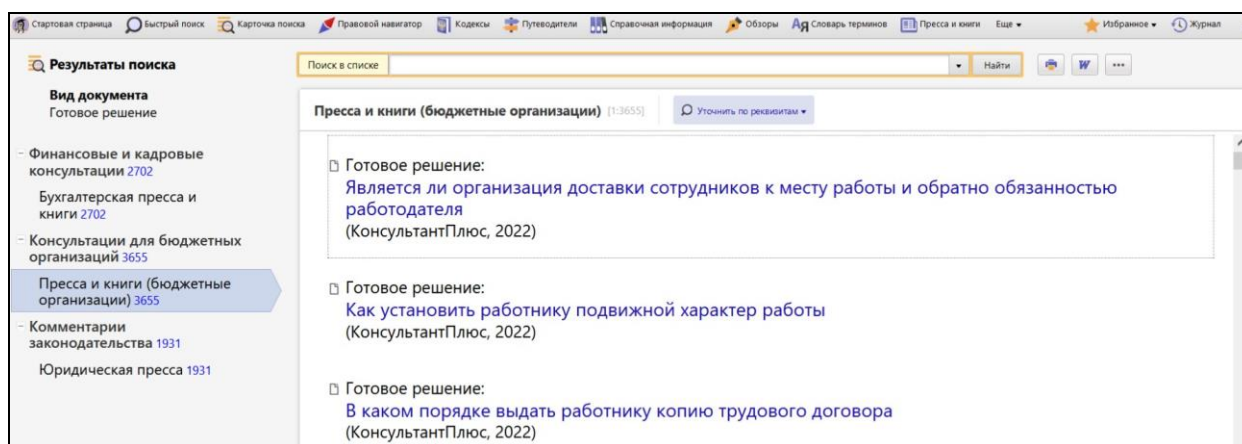 Стартовая страница Быстрый поиск Карточка поиска Правовой навигатор Кодексы Путеводители Справочная информация Обзоры Словарь терминов Пресса и книги Еще Избранное Журнал
Результаты поиска
Вид документа
Готовое решение
Финансовые и кадровые
консультации 2702
Бухгалтерская пресса и
книги 2702
Консультации для бюджетных
организаций 3655
Пресса и книги (бюджетные
организации) 3655
Комментарии
законодательства 1931
Юридическая пресса 1931
Поиск в списке Найти W ...
Пресса и книги (бюджетные организации) [1:3655] Уточнить по реквизитам
Готовое решение:
Является ли организация доставки сотрудников к месту работы и обратно обязанностью
работодателя
(КонсультантПлюс, 2022)
Готовое решение:
Как установить работнику подвижной характер работы
(КонсультантПлюс, 2022)
Готовое решение:
В каком порядке выдать работнику копию трудового договора
(КонсультантПлюс, 2022)